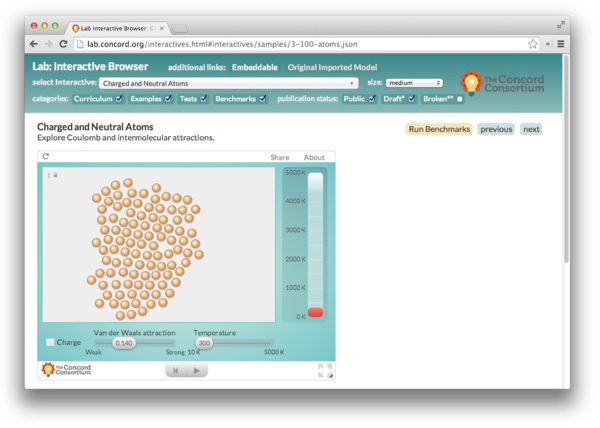 Lab: Interactive Browser: C
lab.concord.org/interactives.html#interactives/samples/3-100-atoms.json
Lab: Interactive Browser additional links: Embeddable Original Imported Model
select interactive: Charged and Neutral Atoms size: medium
The Concord Consortium
categories: Curriculum Examples Tests Benchmarks publication status: Public Draft* Broken**
Charged and Neutral Atoms
Explore Coulomb and intermolecular attractions.
Run Benchmarks previous next
Share About
5000 K
4000 K
3000 K
2000 K
1000 K
0 K
Van der Waals attraction Temperature
Charge 0.140 300
Weak Strong 10 K 5000 K
The Concord Consortium